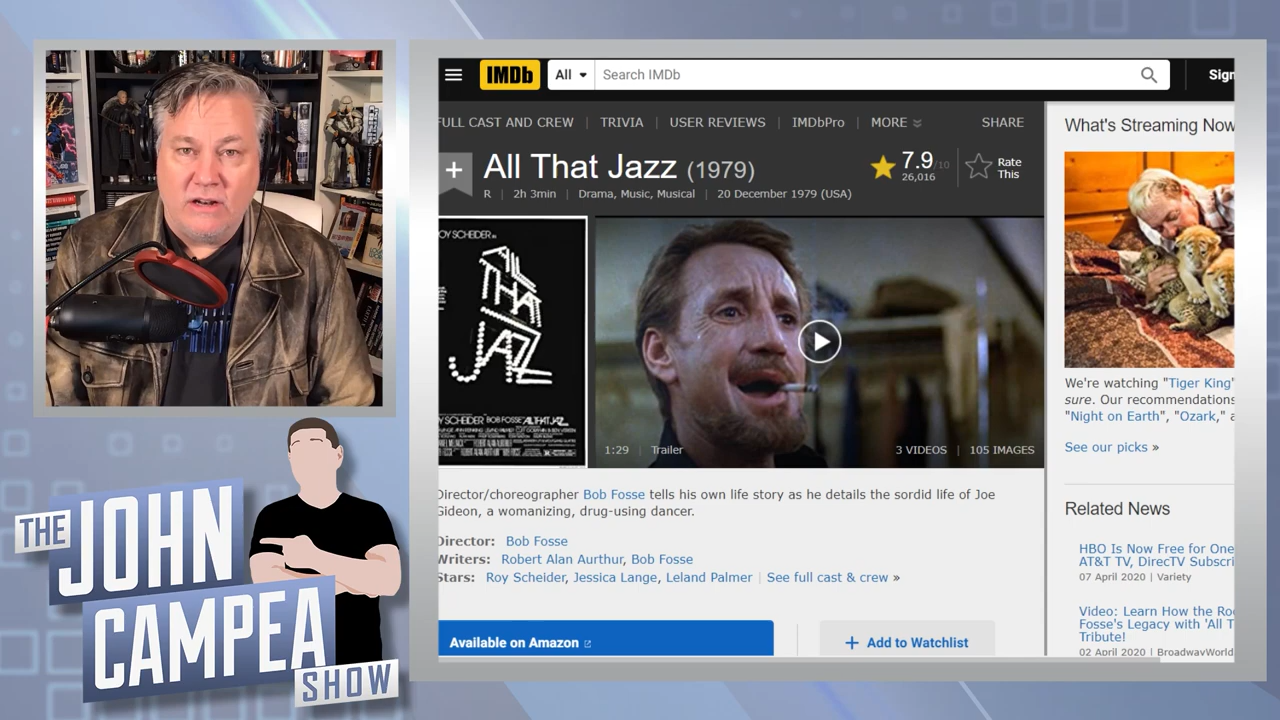 THE
JOHN
CAMPEA
SHOW
IMDb
All
Search IMDb
Sign
FULL CAST AND CREW
TRIVIA
USER REVIEWS
IMDbPro
MORE
SHARE
All That Jazz (1979)
R | 2h 3min | Drama, Music, Musical | 20 December 1979 (USA)
7.9/10
26,016
Rate
This
OY SCHEIDER IN
ALL
THAT
JAZZ
1:29 Trailer
3 VIDEOS | 105 IMAGES
Director/choreographer Bob Fosse tells his own life story as he details the sordid life of Joe
Gideon, a womanizing, drug-using dancer.
Director: Bob Fosse
Writers: Robert Alan Aurthur, Bob Fosse
Stars: Roy Scheider, Jessica Lange, Leland Palmer | See full cast & crew »
Available on Amazon
+ Add to Watchlist
What's Streaming Now
We're watching "Tiger King"
sure. Our recommendations
"Night on Earth", "Ozark," a
See our picks »
Related News
HBO Is Now Free for One
AT&T TV, DirecTV Subscri
07 April 2020 | Variety
Video: Learn How the Ro
Fosse's Legacy with 'All T
Tribute!
02 April 2020 | BroadwayWorld